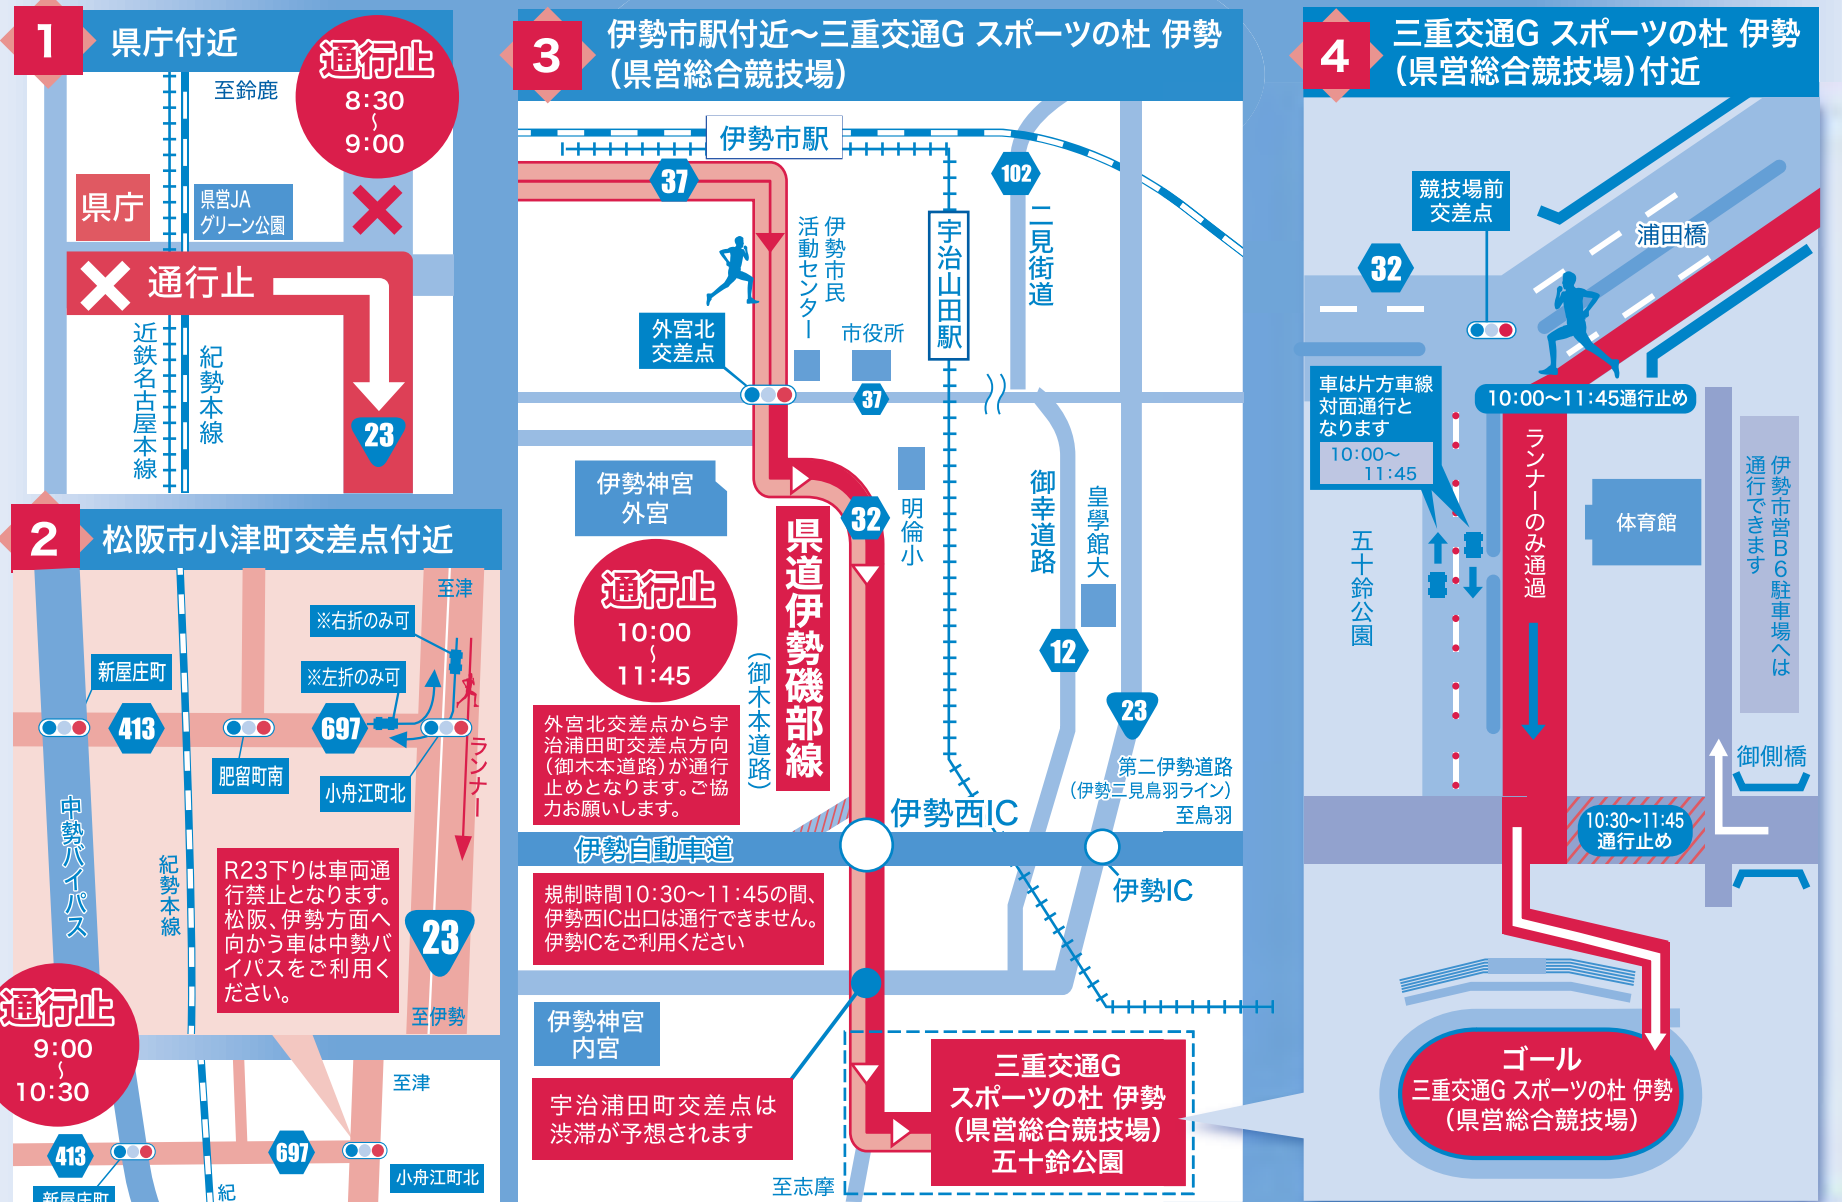 1
県庁付近
通行止
8:30
〜
9:00
至鈴鹿
県庁
県営JA
グリーン公園
通行止
近鉄名古屋本線
紀勢本線
23
2
松阪市小津町交差点付近
至津
※右折のみ可
※左折のみ可
新屋庄町
413
697
肥留町南
小舟江町北
ランナー
中勢バイパス
紀勢本線
R23下りは車両通
行禁止となります。
松阪、伊勢方面へ
向かう車は中勢バ
イパスをご利用く
ださい。
23
至伊勢
通行止
9:00
〜
10:30
至津
413
697
新屋庄町
紀
小舟江町北
3
伊勢市駅付近〜三重交通G スポーツの杜 伊勢
（県営総合競技場）
伊勢市駅
37
102
二見街道
宇治山田駅
伊勢市民
活動センター
市役所
外宮北
交差点
37
伊勢神宮
外宮
明倫小
御幸道路
皇學館大
32
県道伊勢磯部線
（御木本道路）
通行止
10:00
〜
11:45
12
23
外宮北交差点から宇
治浦田町交差点方向
（御木本道路）が通行
止めとなります。ご協
力お願いします。
第二伊勢道路
（伊勢二見鳥羽ライン）
至鳥羽
伊勢西IC
伊勢自動車道
伊勢IC
規制時間10:30〜11:45の間、
伊勢西IC出口は通行できません。
伊勢ICをご利用ください
伊勢神宮
内宮
宇治浦田町交差点は
渋滞が予想されます
三重交通G
スポーツの杜 伊勢
（県営総合競技場）
五十鈴公園
至志摩
4
三重交通G スポーツの杜 伊勢
（県営総合競技場）付近
競技場前
交差点
浦田橋
32
車は片方車線
対面通行と
なります
10:00〜
11:45
10:00〜11:45通行止め
ランナーのみ通過
体育館
伊勢市営B6駐車場へは
通行できます
五十鈴公園
御側橋
10:30〜11:45
通行止め
ゴール
三重交通G スポーツの杜 伊勢
（県営総合競技場）